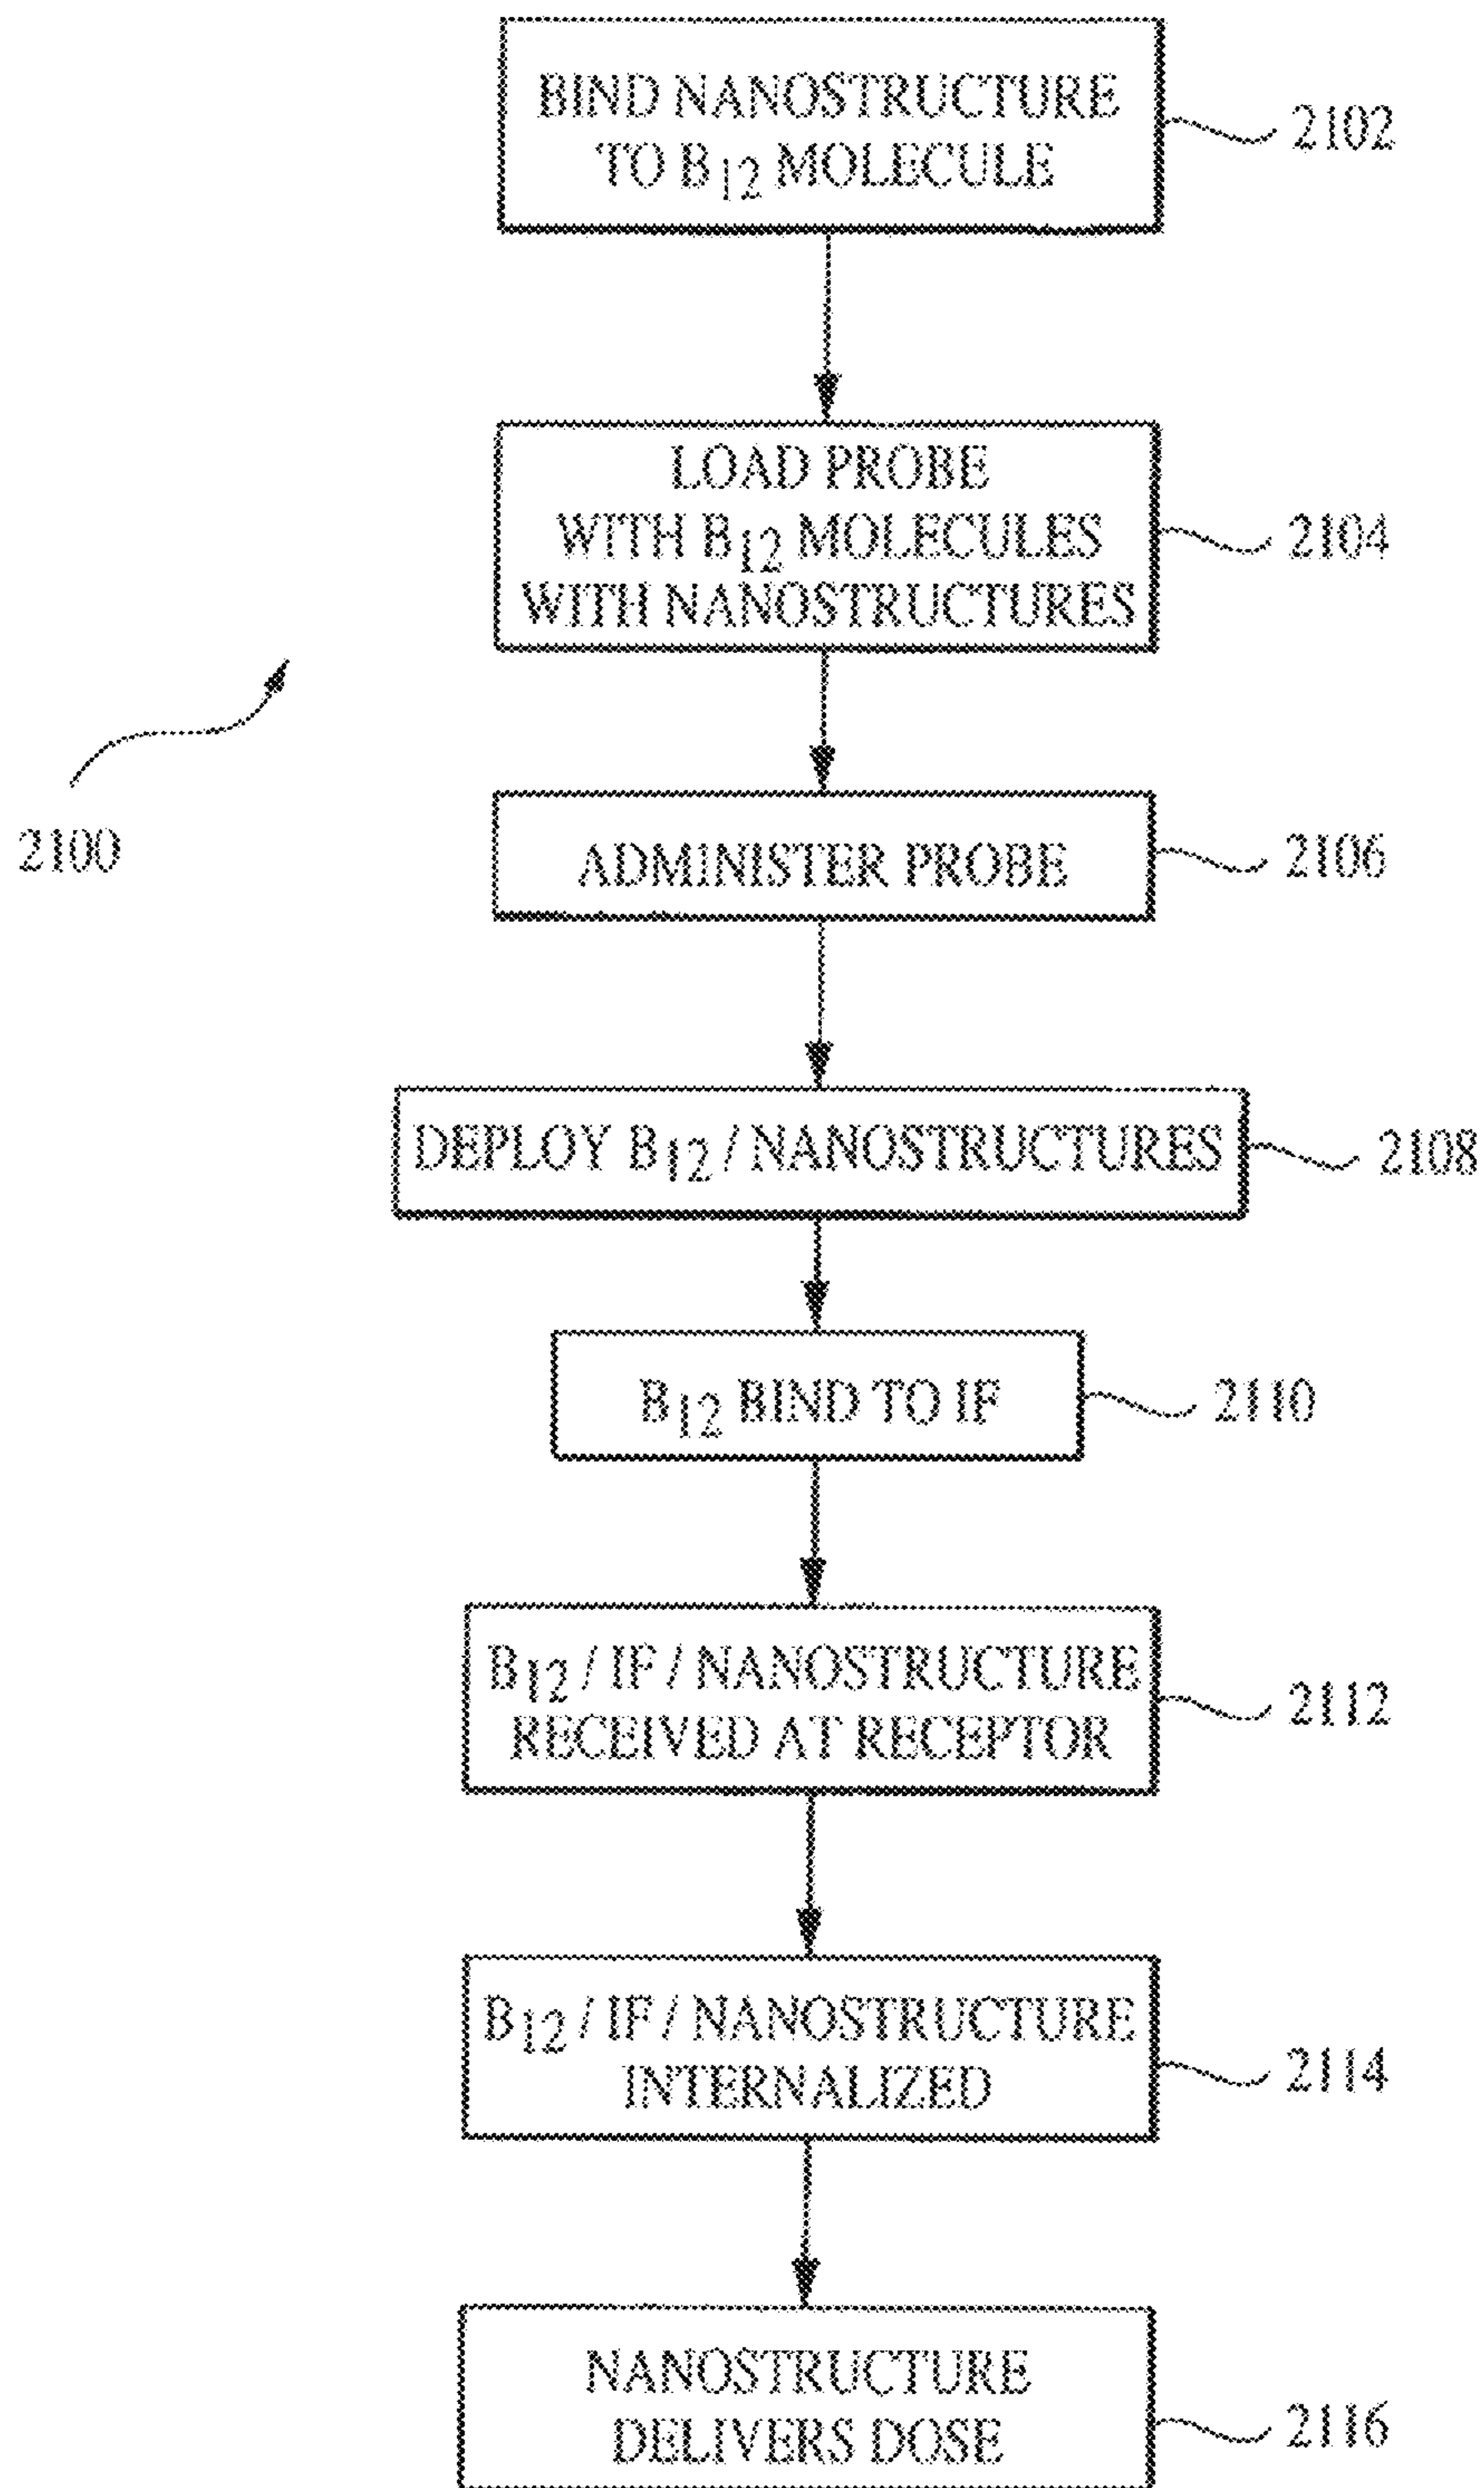 BIND NANOSTRUCTURE
TO B12 MOLECULE
2102
LOAD PROBE
WITH B12 MOLECULES
WITH NANOSTRUCTURES
2104
2100
ADMINISTER PROBE
2106
DEPLOY B12 / NANOSTRUCTURES
2108
B12 BIND TO IF
2110
B12 / IF / NANOSTRUCTURE
RECEIVED AT RECEPTOR
2112
B12 / IF / NANOSTRUCTURE
INTERNALIZED
2114
NANOSTRUCTURE
DELIVERS DOSE
2116